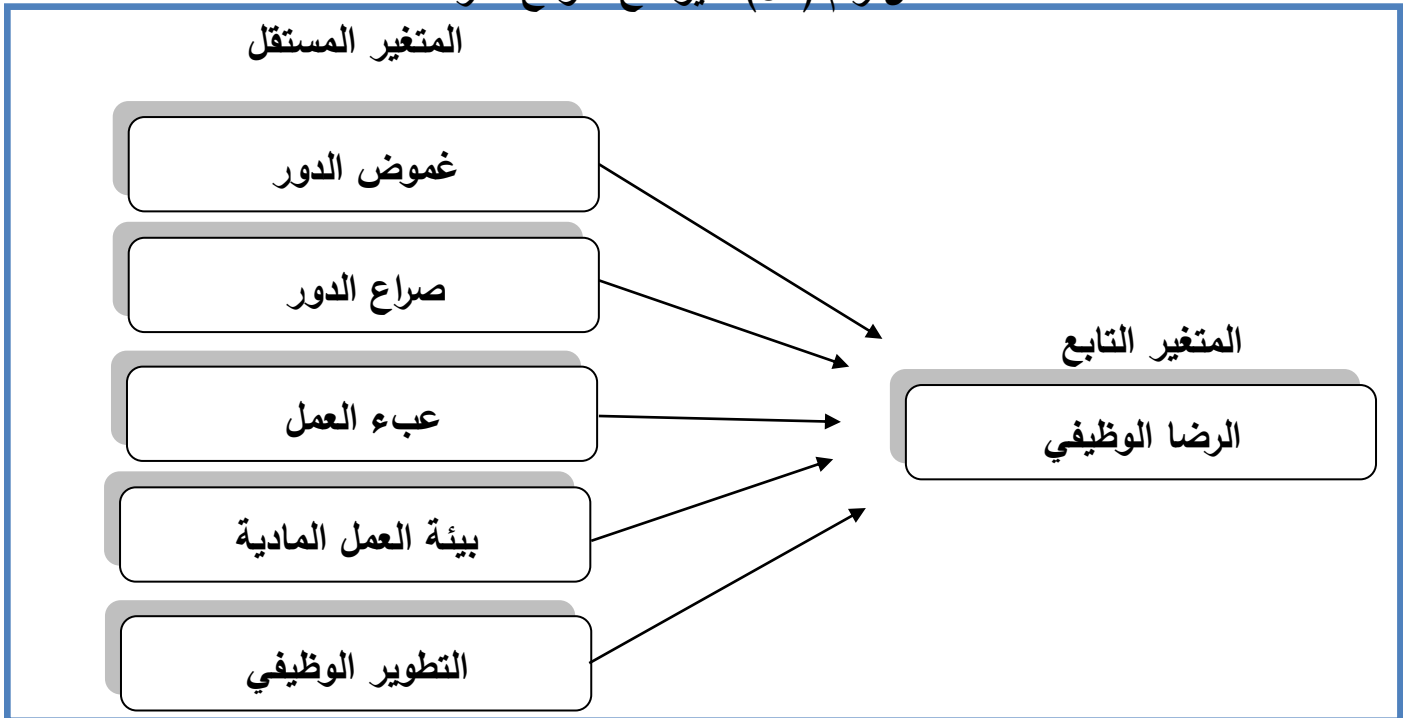 المتغير المستقل
غموض الدور
صراع الدور
عبء العمل
بيئة العمل المادية
التطوير الوظيفي
المتغير التابع
الرضا الوظيفي